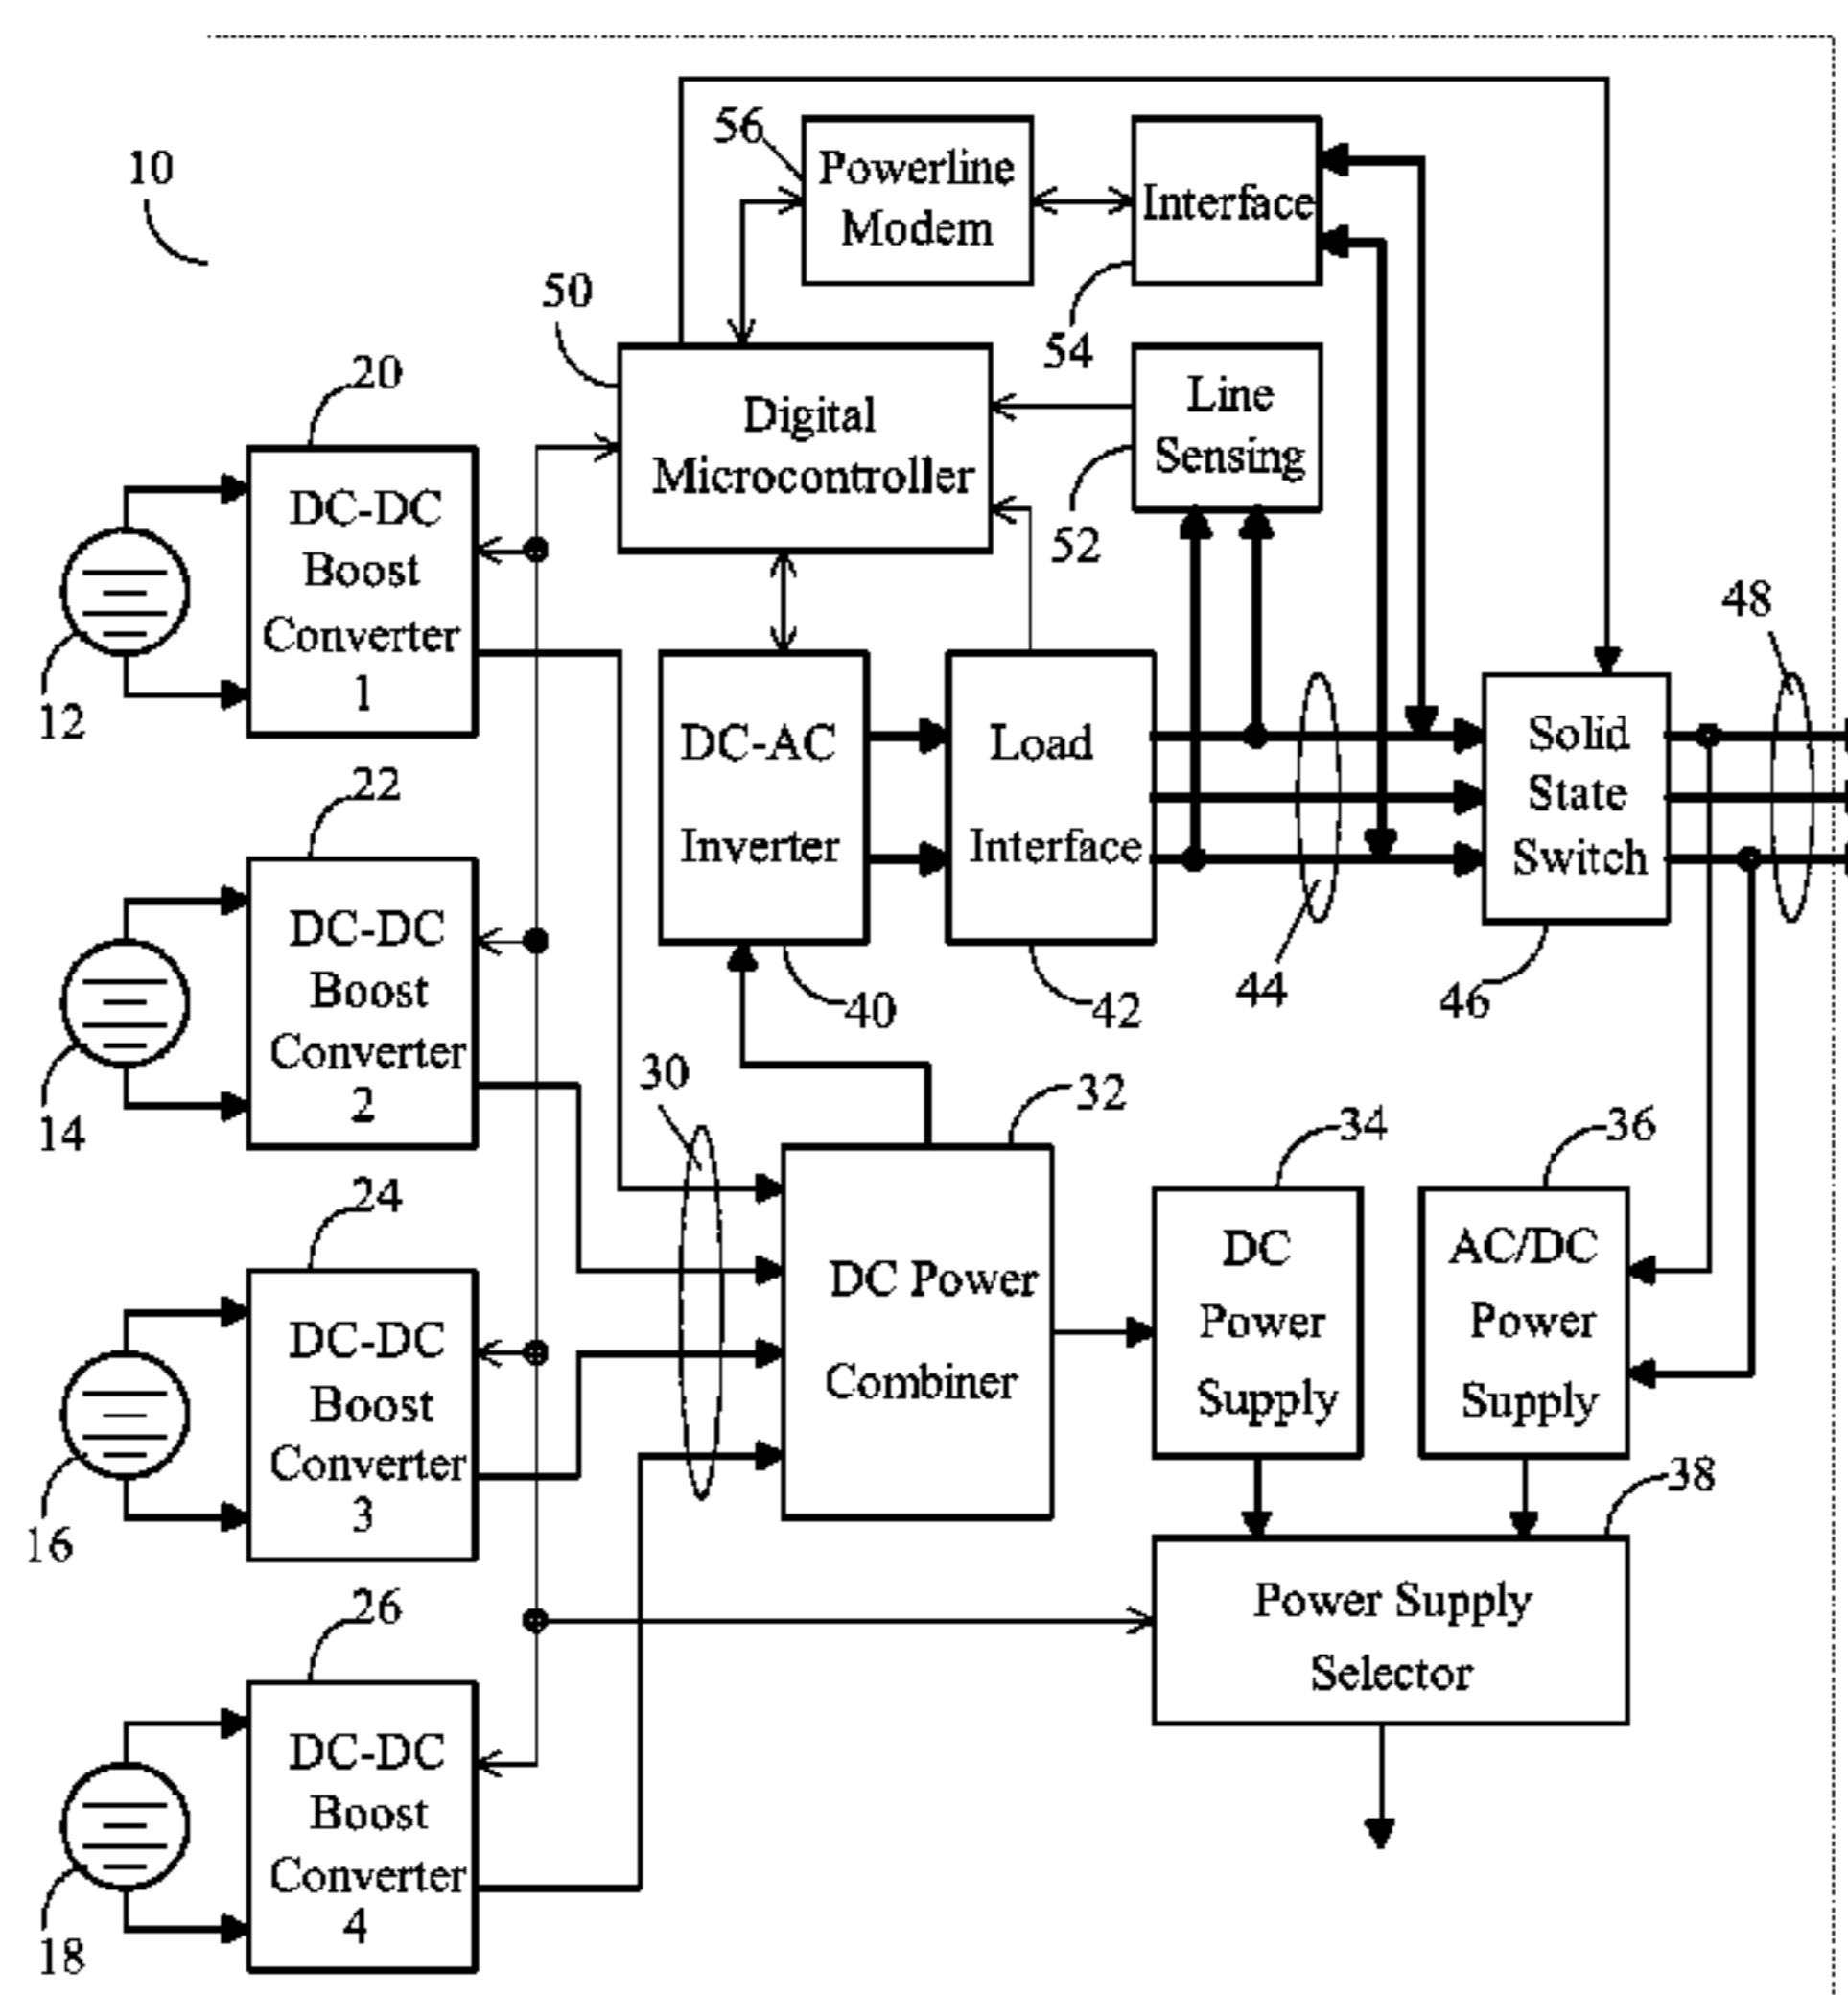 10
56
Powerline
Modem
Interface
54
50
Digital
Microcontroller
Line
Sensing
52
20
DC-DC
Boost
Converter
1
12
DC-AC
Inverter
40
Load
Interface
42
44
Solid
State
Switch
46
48
22
DC-DC
Boost
Converter
2
14
30
32
DC Power
Combiner
34
DC
Power
Supply
36
AC/DC
Power
Supply
24
DC-DC
Boost
Converter
3
16
38
Power Supply
Selector
26
DC-DC
Boost
Converter
4
18